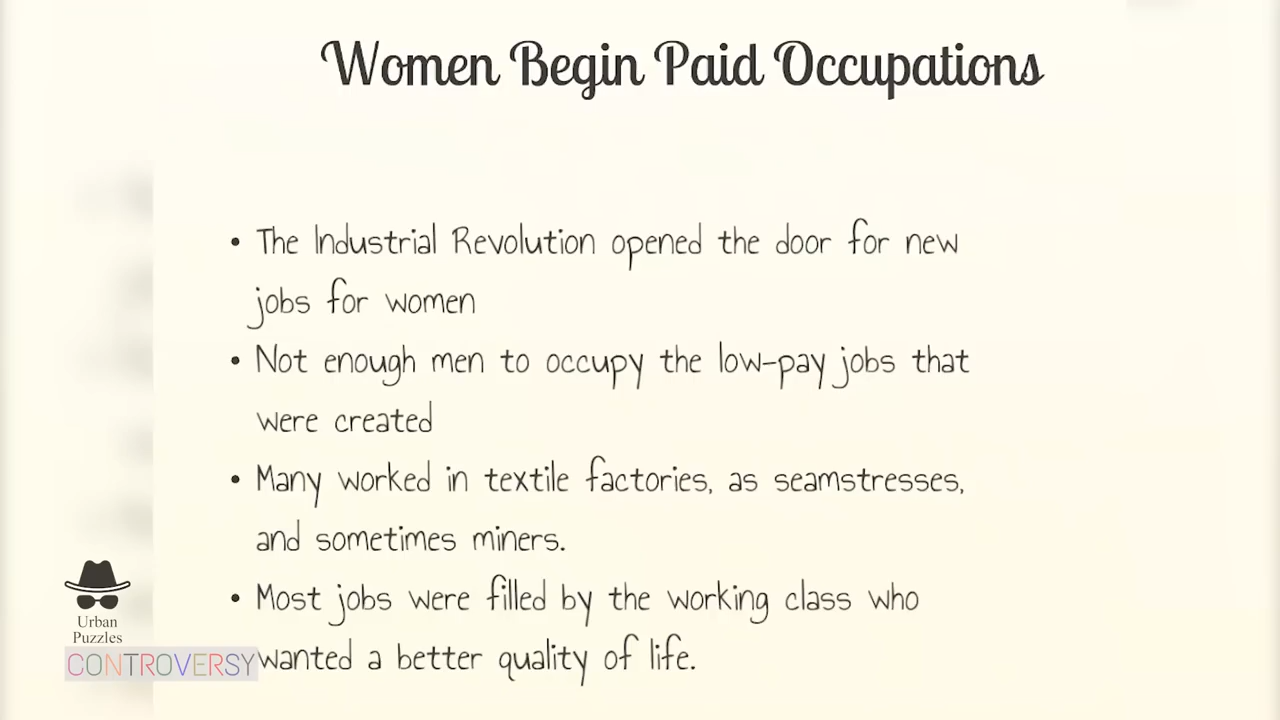 Women Begin Paid Occupations
• The Industrial Revolution opened the door for new
jobs for women
• Not enough men to occupy the low-pay jobs that
were created
• Many worked in textile factories, as seamstresses,
and sometimes miners.
• Most jobs were filled by the working class who
wanted a better quality of life.
Urban
Puzzles
CONTROVERSY